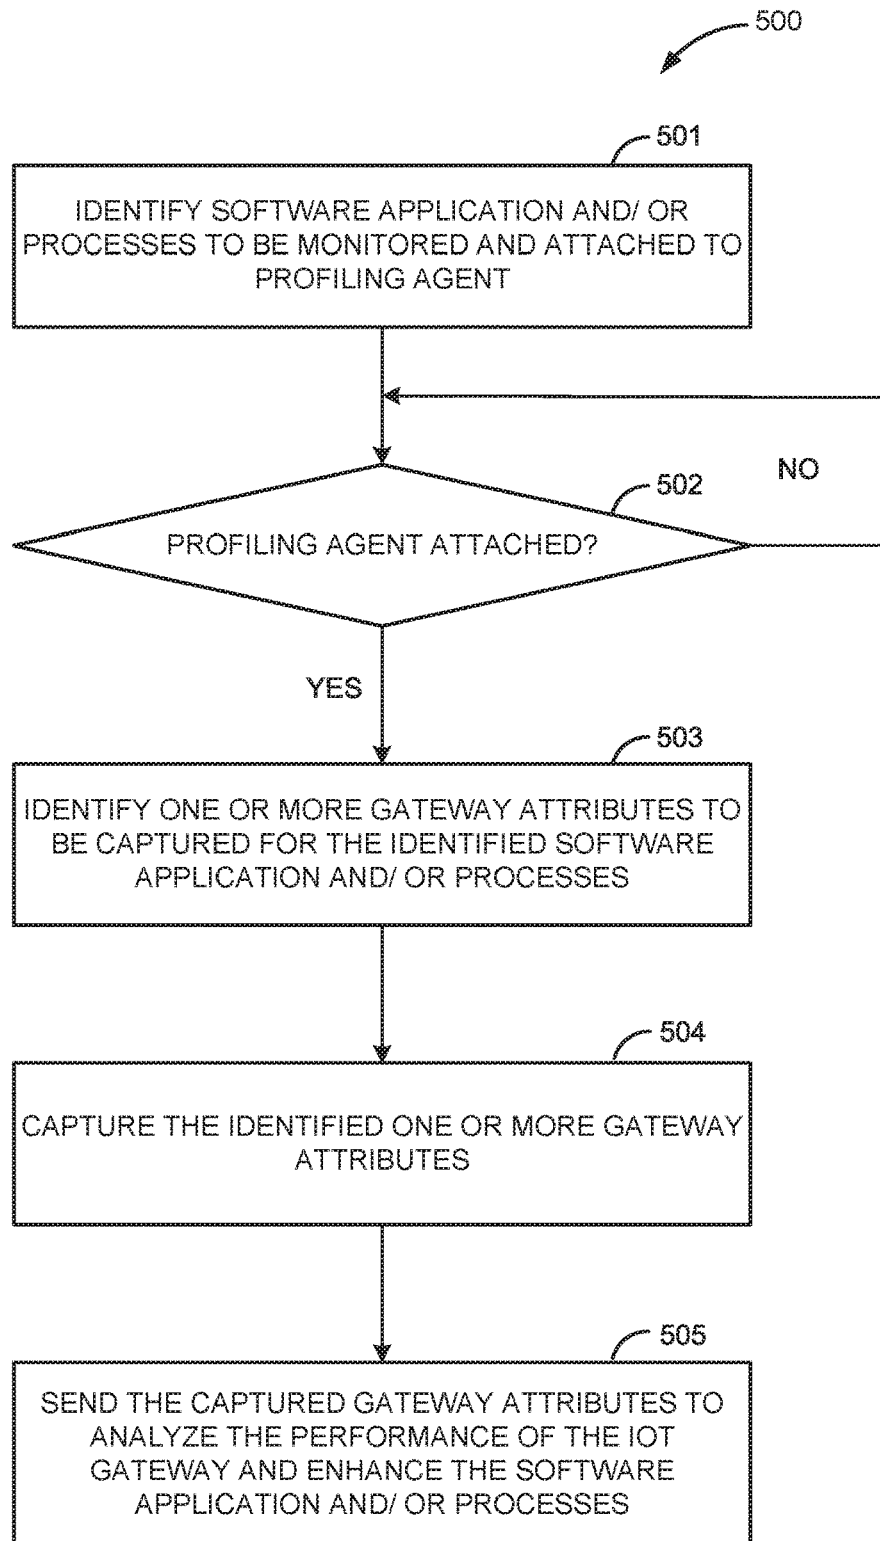 500
501
IDENTIFY SOFTWARE APPLICATION AND/ OR
PROCESSES TO BE MONITORED AND ATTACHED TO
PROFILING AGENT
NO
502
PROFILING AGENT ATTACHED?
YES
503
IDENTIFY ONE OR MORE GATEWAY ATTRIBUTES TO
BE CAPTURED FOR THE IDENTIFIED SOFTWARE
APPLICATION AND/ OR PROCESSES
504
CAPTURE THE IDENTIFIED ONE OR MORE GATEWAY
ATTRIBUTES
505
SEND THE CAPTURED GATEWAY ATTRIBUTES TO
ANALYZE THE PERFORMANCE OF THE IOT
GATEWAY AND ENHANCE THE SOFTWARE
APPLICATION AND/ OR PROCESSES